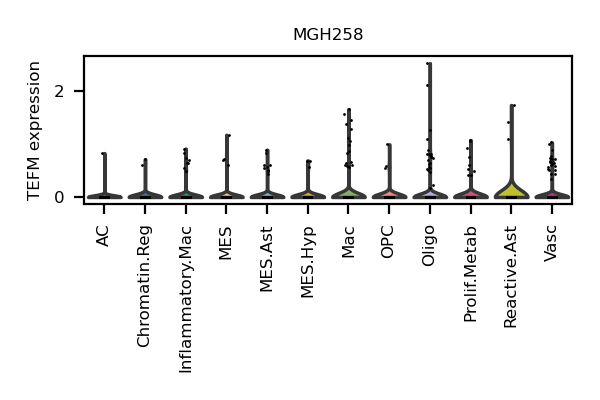 MGH258
TEFM expression
2
0
AC
Chromatin.Reg
Inflammatory.Mac
MES
MES.Ast
MES.Hyp
Mac
OPC
Oligo
Prolif.Metab
Reactive.Ast
Vasc